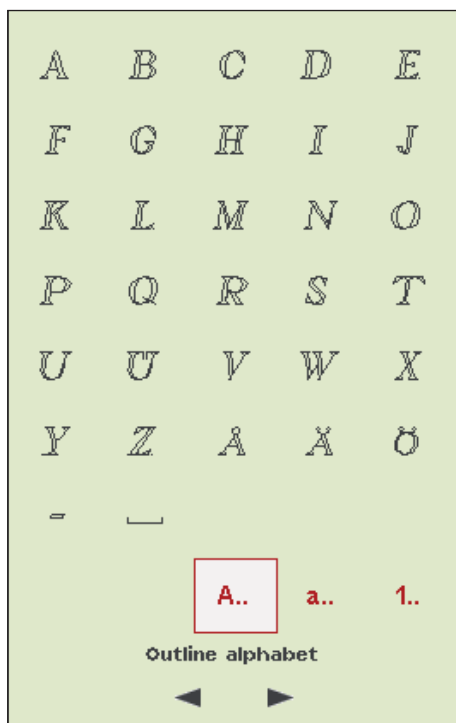 A B C D E
F G H I J
K L M N O
P Q R S T
U Ü V W X
Y Z Å Ä Ö
-
A.. a.. 1..
Outline alphabet